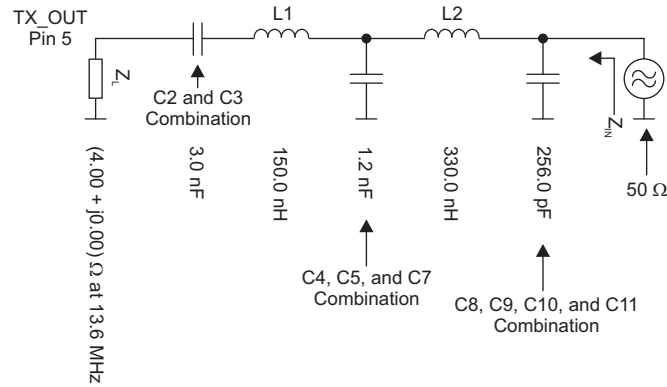 TX_OUT
Pin 5
L1
L2
Z_L
C2 and C3
Combination
Z_IN
(4.00 + j0.00) Ω at 13.6 MHz
3.0 nF
150.0 nH
1.2 nF
330.0 nH
256.0 pF
50 Ω
C4, C5, and C7
Combination
C8, C9, C10, and C11
Combination